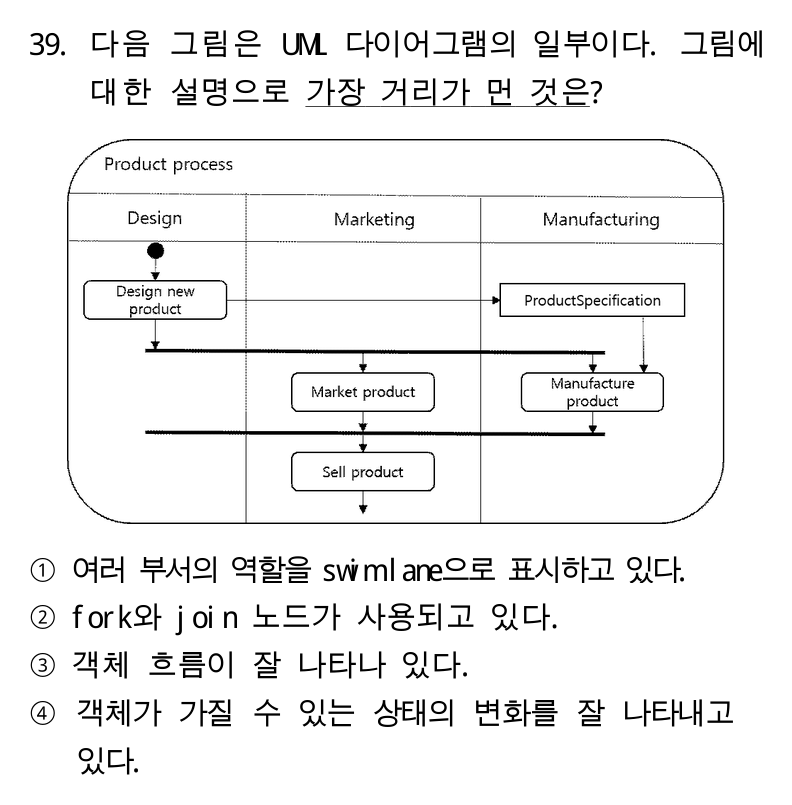 39. 다음 그림은 UML 다이어그램의 일부이다. 그림에
대한 설명으로 가장 거리가 먼 것은?
Product process
Design
Marketing
Manufacturing
Design new
product
ProductSpecification
Market product
Manufacture
product
Sell product
① 여러 부서의 역할을 swimlane으로 표시하고 있다.
② fork와 join 노드가 사용되고 있다.
③ 객체 흐름이 잘 나타나 있다.
④ 객체가 가질 수 있는 상태의 변화를 잘 나타내고
있다.